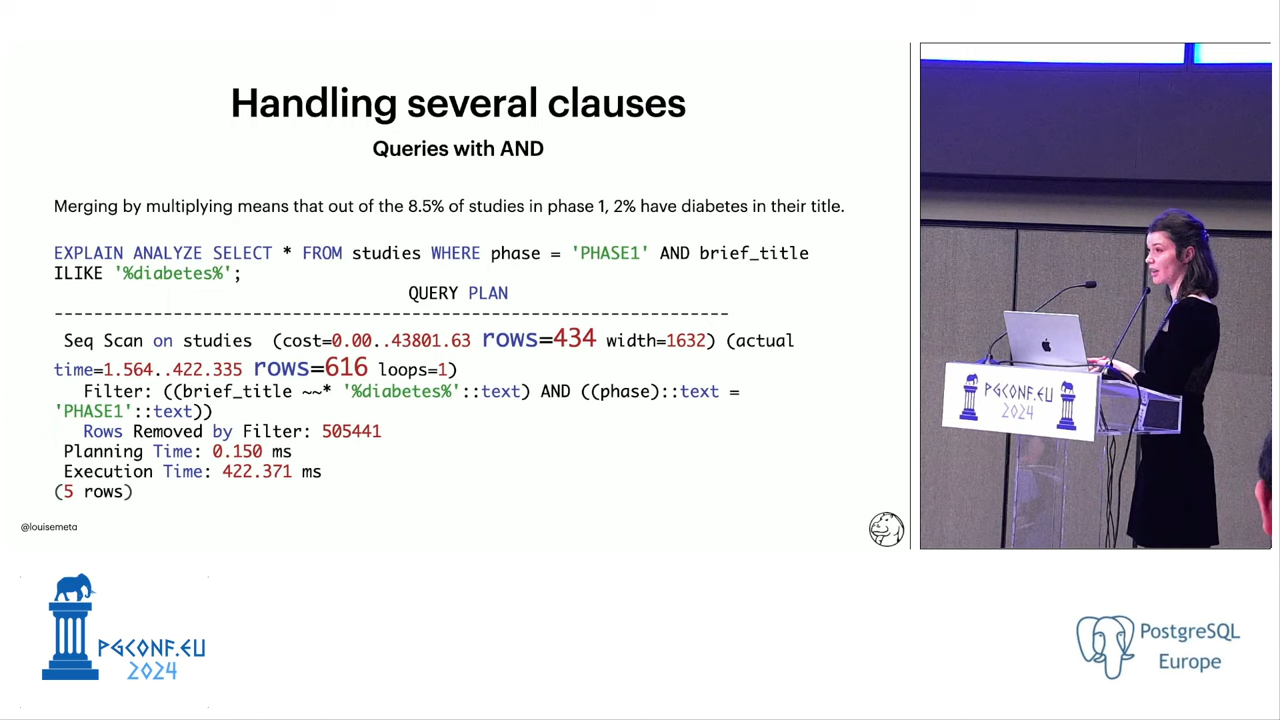 Handling several clauses
Queries with AND
Merging by multiplying means that out of the 8.5% of studies in phase 1, 2% have diabetes in their title.
EXPLAIN ANALYZE SELECT * FROM studies WHERE phase = 'PHASE1' AND brief_title
ILIKE '%diabetes%';
QUERY PLAN
--------------------------------------------------------------------
Seq Scan on studies (cost=0.00..43801.63 rows=434 width=1632) (actual
time=1.564..422.335 rows=616 loops=1)
Filter: ((brief_title ~~* '%diabetes%'::text) AND ((phase)::text =
'PHASE1'::text))
Rows Removed by Filter: 505441
Planning Time: 0.150 ms
Execution Time: 422.371 ms
(5 rows)
@louisemeta
PGCONF.EU
2024
PGCONF.EU
2024
PostgreSQL
Europe